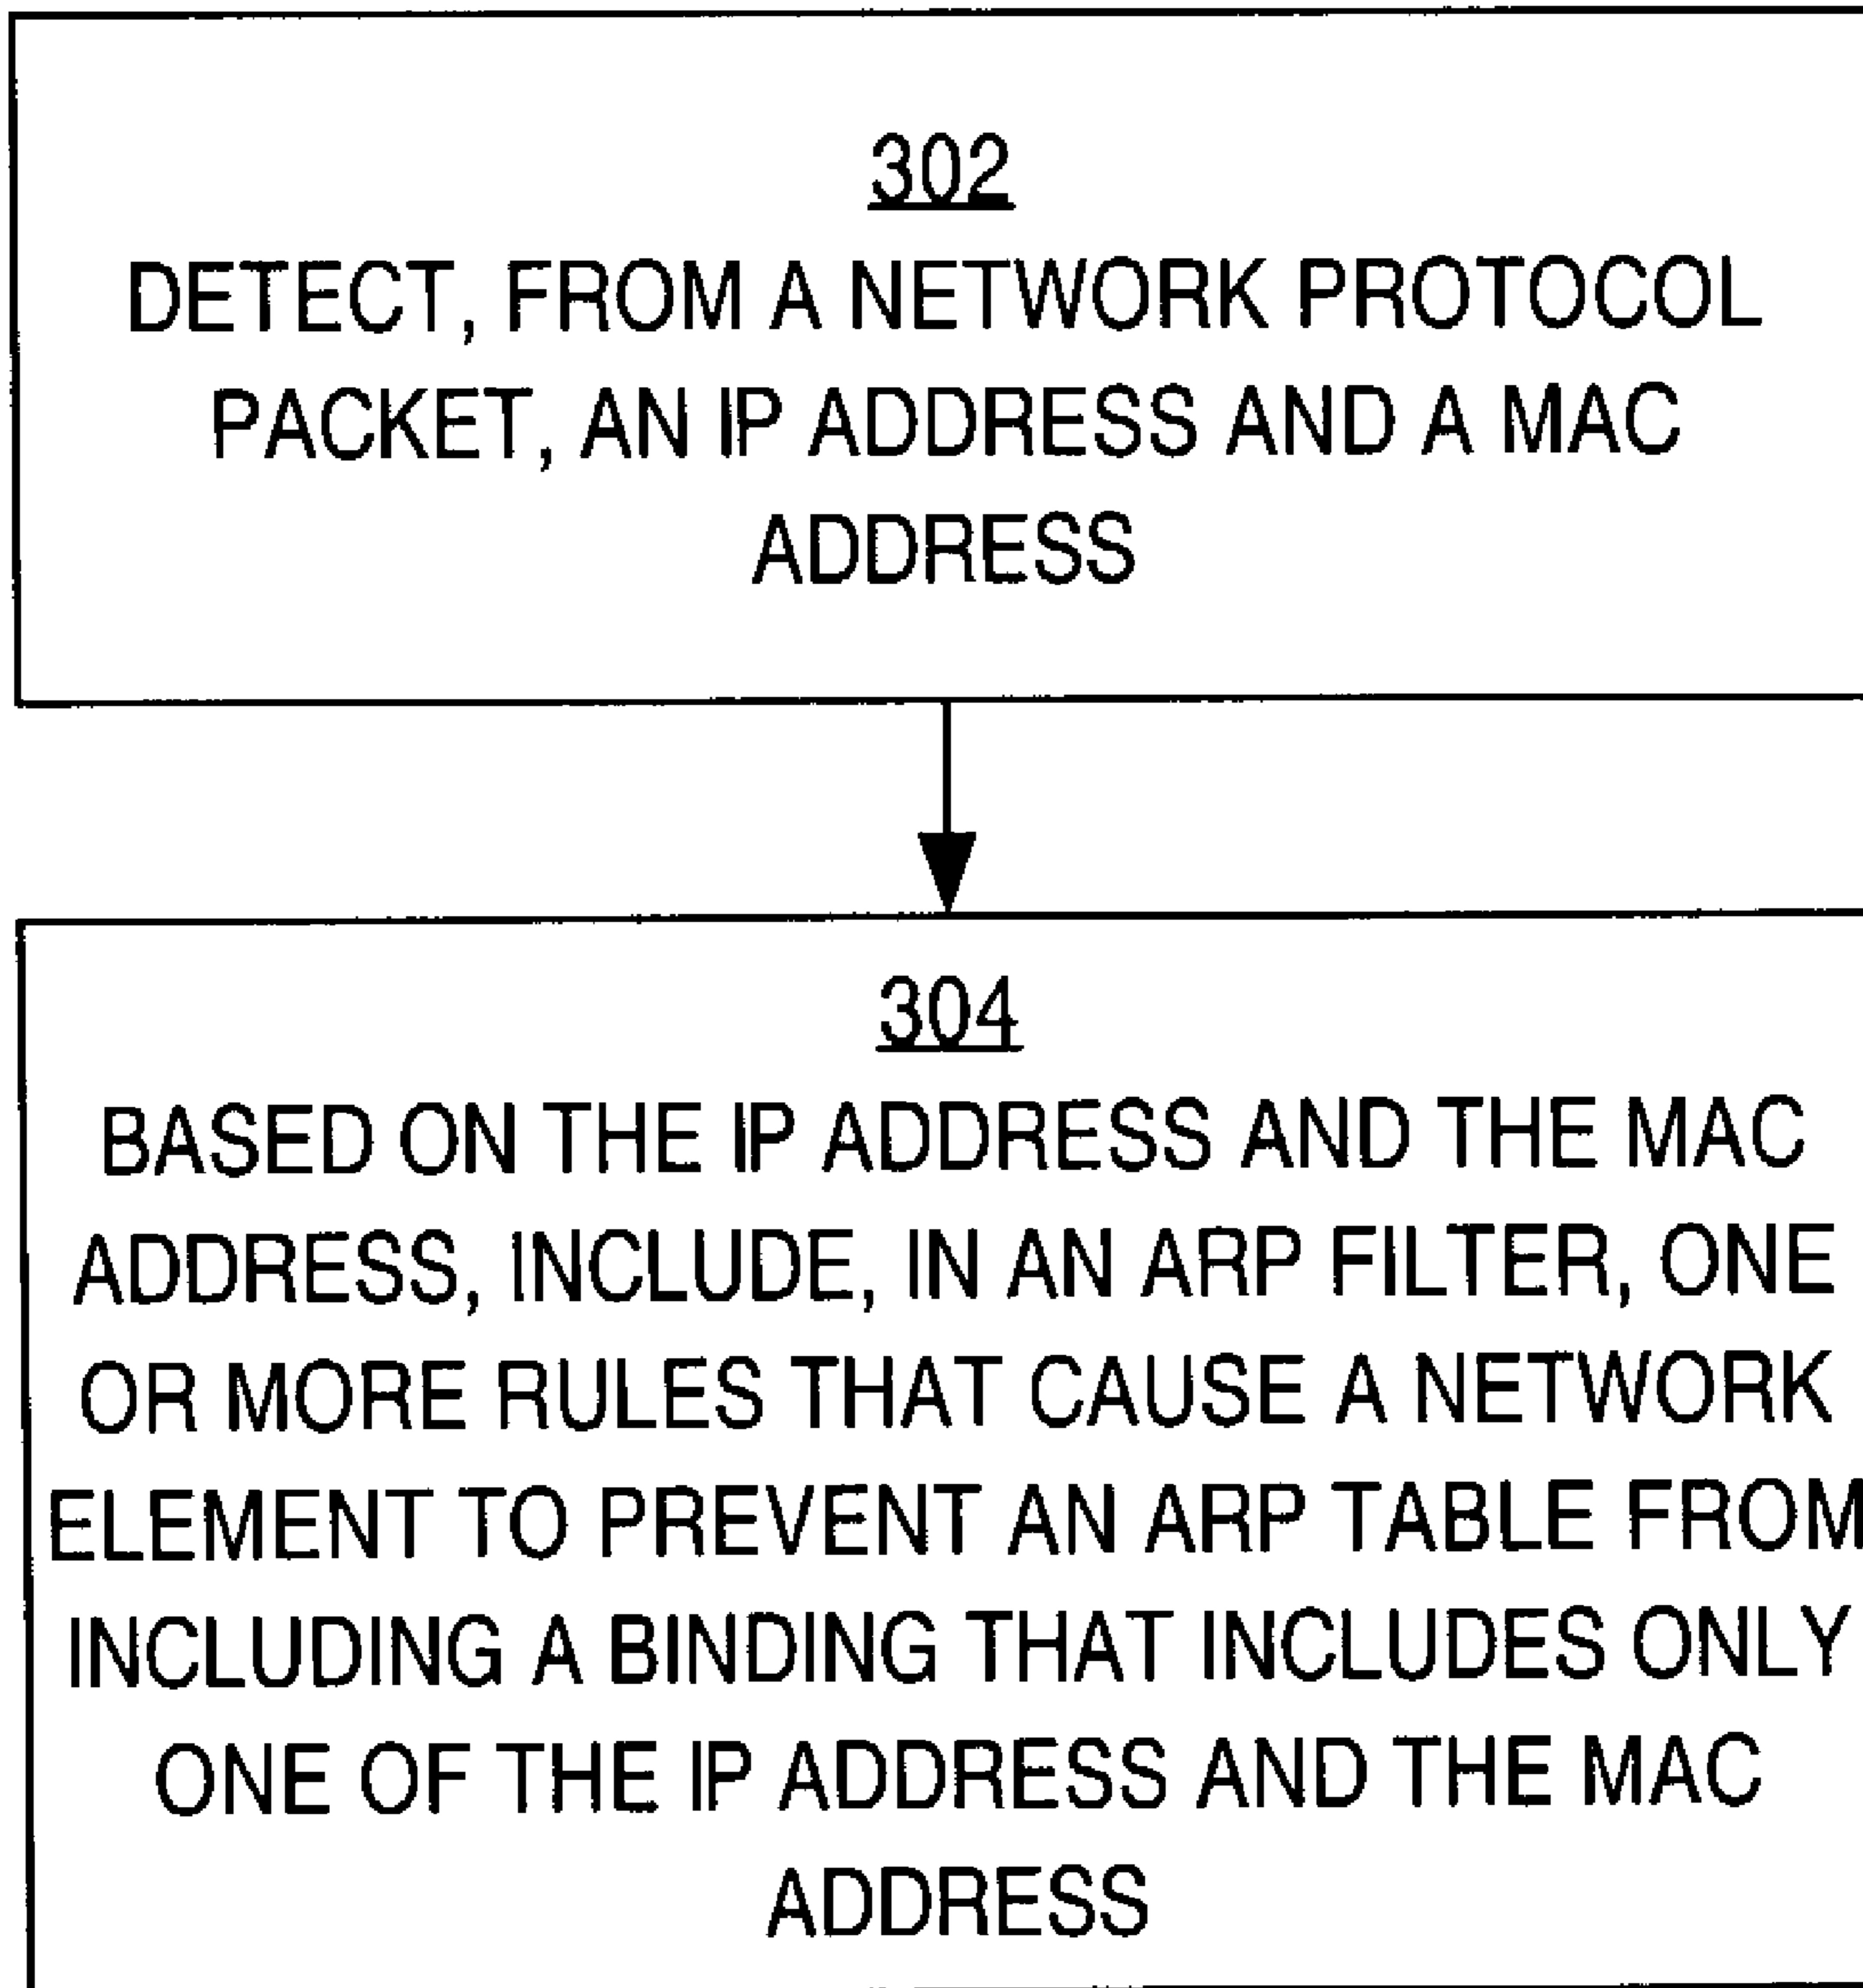 302
DETECT, FROM A NETWORK PROTOCOL
PACKET, AN IP ADDRESS AND A MAC
ADDRESS
304
BASED ON THE IP ADDRESS AND THE MAC
ADDRESS, INCLUDE, IN AN ARP FILTER, ONE
OR MORE RULES THAT CAUSE A NETWORK
ELEMENT TO PREVENT AN ARP TABLE FROM
INCLUDING A BINDING THAT INCLUDES ONLY
ONE OF THE IP ADDRESS AND THE MAC
ADDRESS